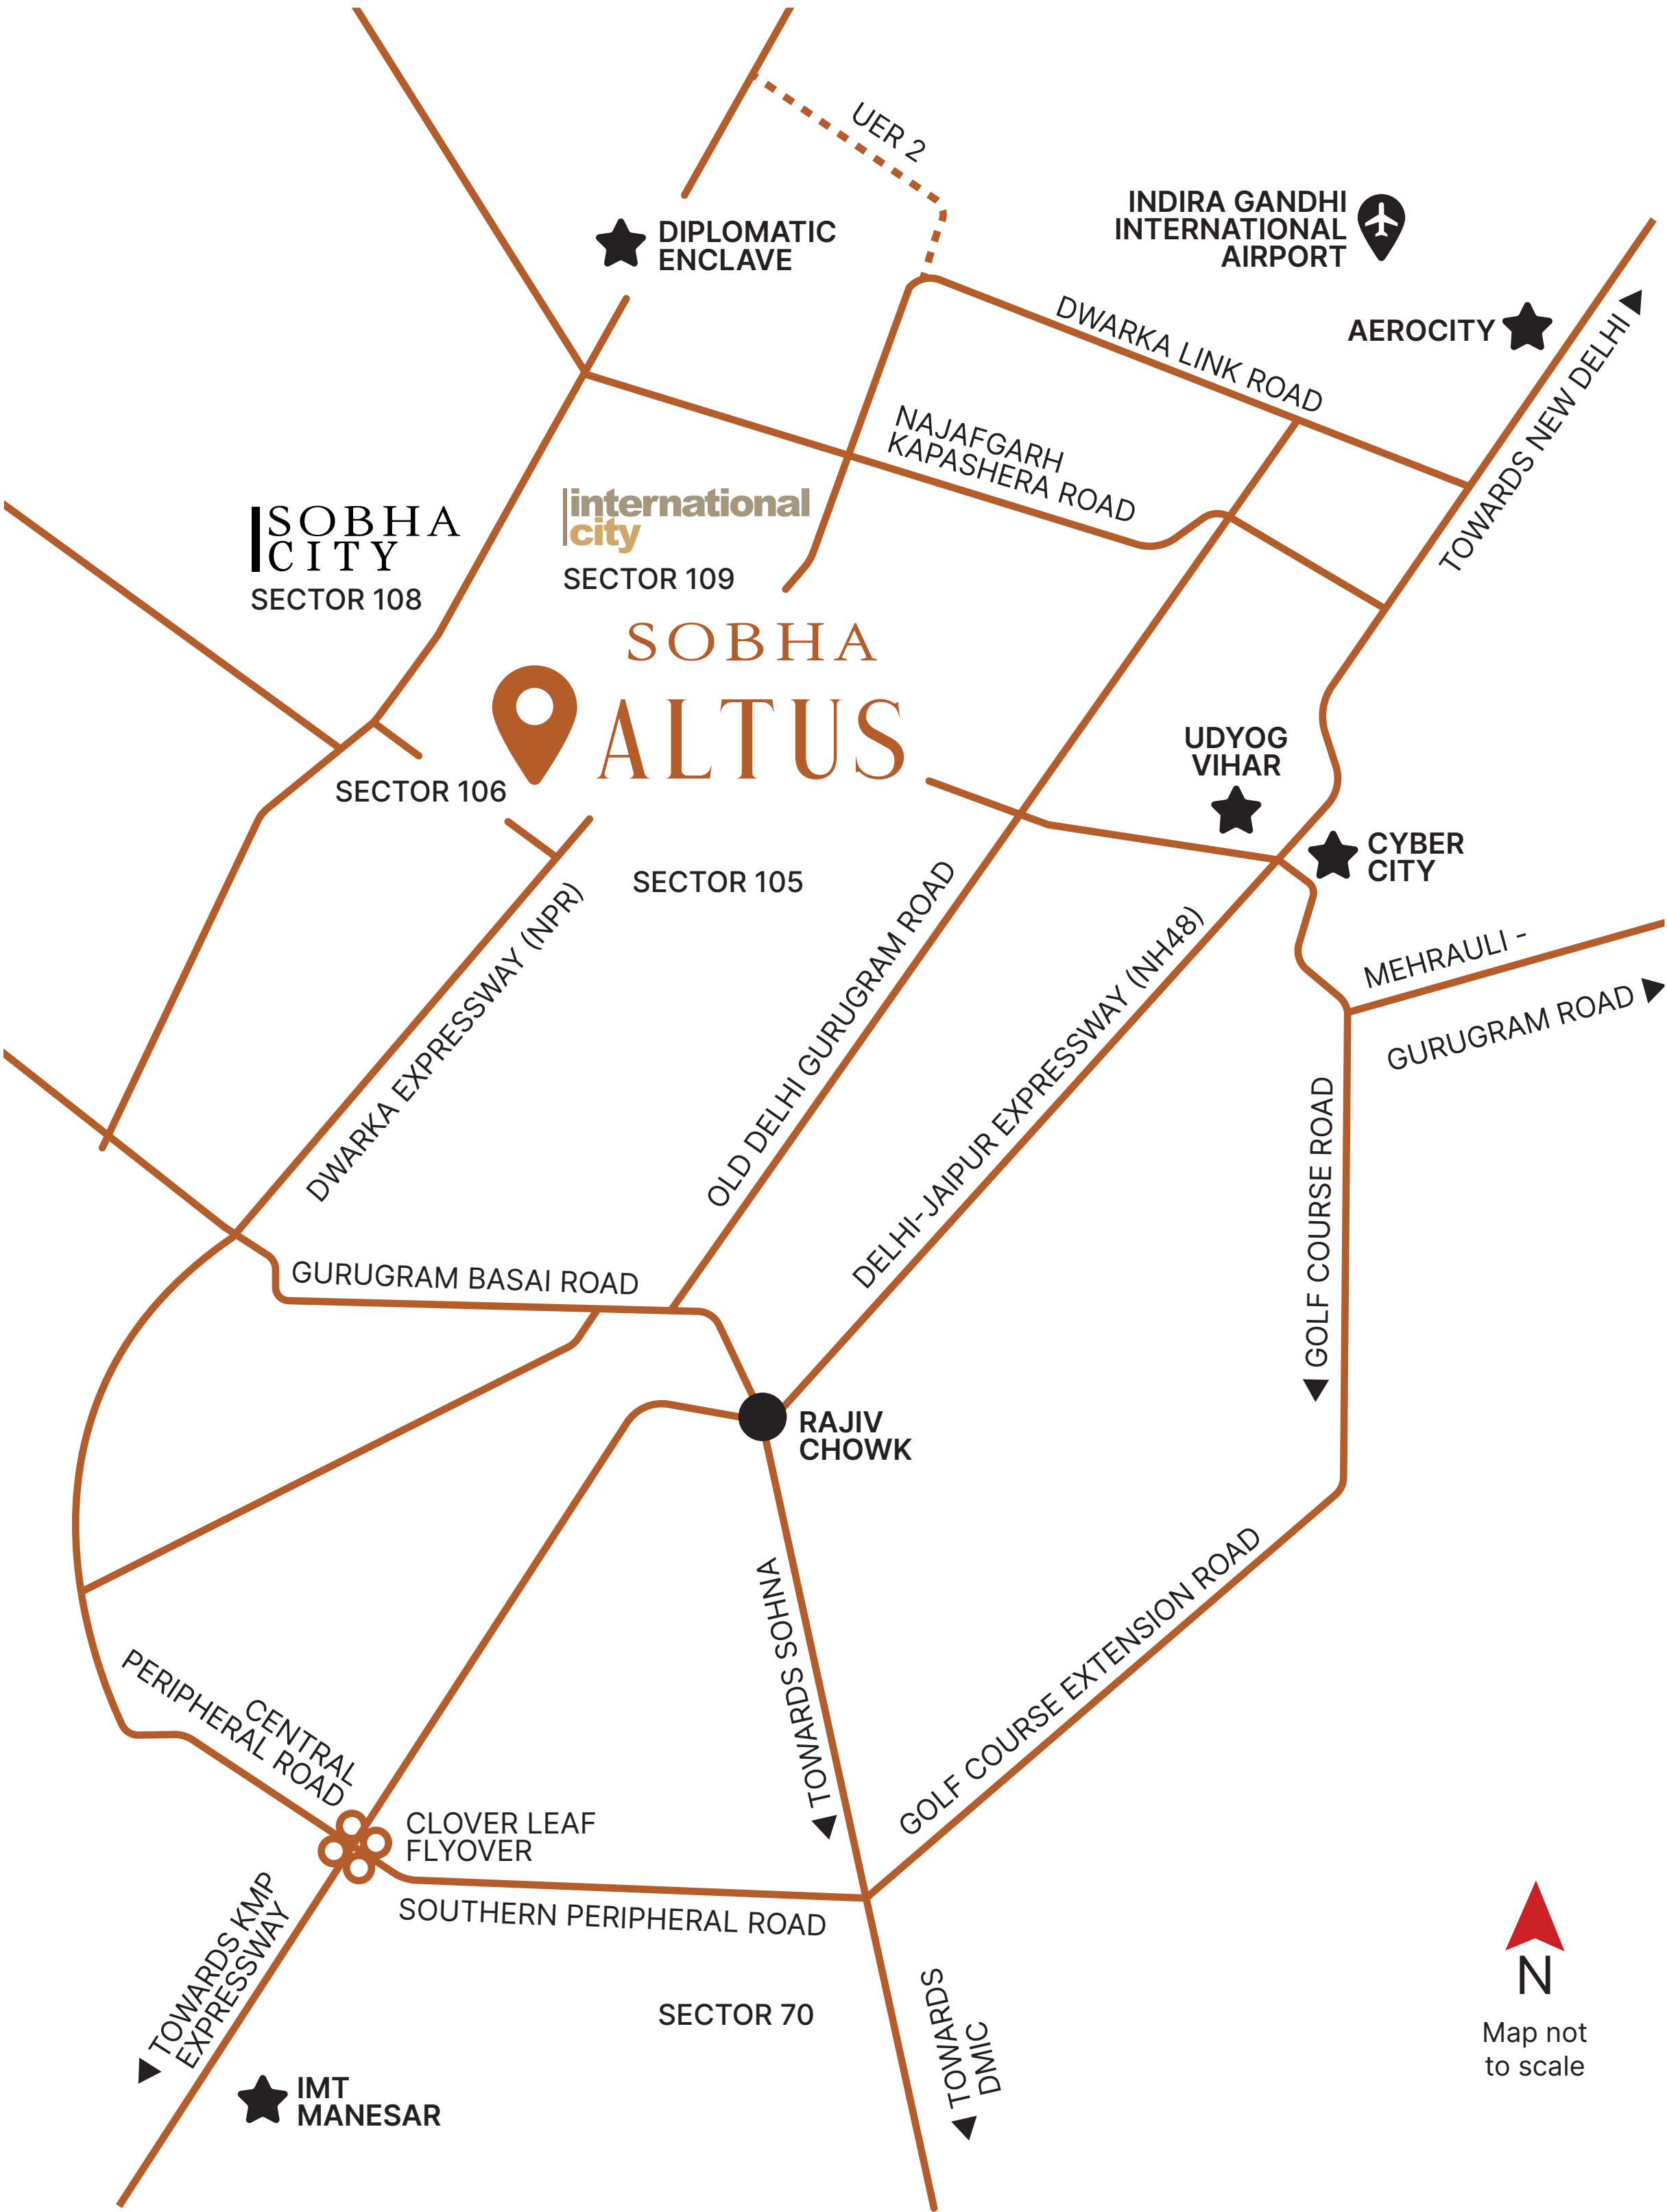 UER 2
INDIRA GANDHI
INTERNATIONAL
AIRPORT
DIPLOMATIC
ENCLAVE
DWARKA LINK ROAD
AEROCITY
TOWARDS NEW DELHI
NAJAFGARH
KAPASHERA ROAD
SOBHA
CITY
SECTOR 108
international
city
SECTOR 109
SOBHA
ALTUS
SECTOR 106
UDYOG
VIHAR
CYBER
CITY
SECTOR 105
DWARKA EXPRESSWAY (NPR)
OLD DELHI GURUGRAM ROAD
DELHI-JAIPUR EXPRESSWAY (NH48)
MEHRAULI -
GURUGRAM ROAD
GOLF COURSE ROAD
GURUGRAM BASAI ROAD
RAJIV
CHOWK
TOWARDS SOHNA
GOLF COURSE EXTENSION ROAD
CENTRAL
PERIPHERAL ROAD
CLOVER LEAF
FLYOVER
SOUTHERN PERIPHERAL ROAD
TOWARDS KMP
EXPRESSWAY
SECTOR 70
TOWARDS
DMIC
IMT
MANESAR
N
Map not
to scale